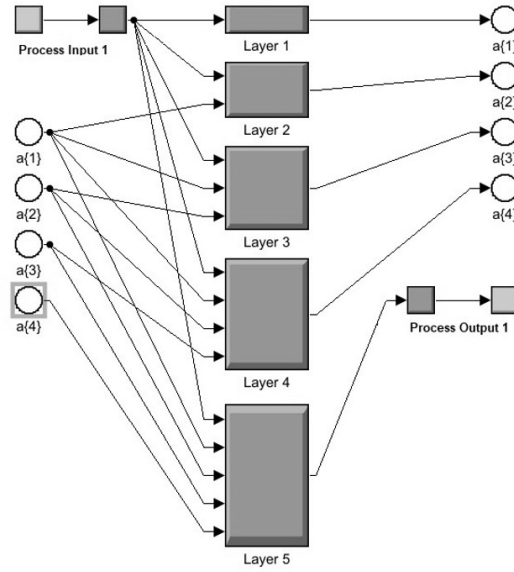 Process Input 1
Layer 1
a{1}
a{2}
Layer 2
a{1}
a{3}
a{2}
a{4}
Layer 3
a{3}
a{4}
Process Output 1
Layer 4
Layer 5